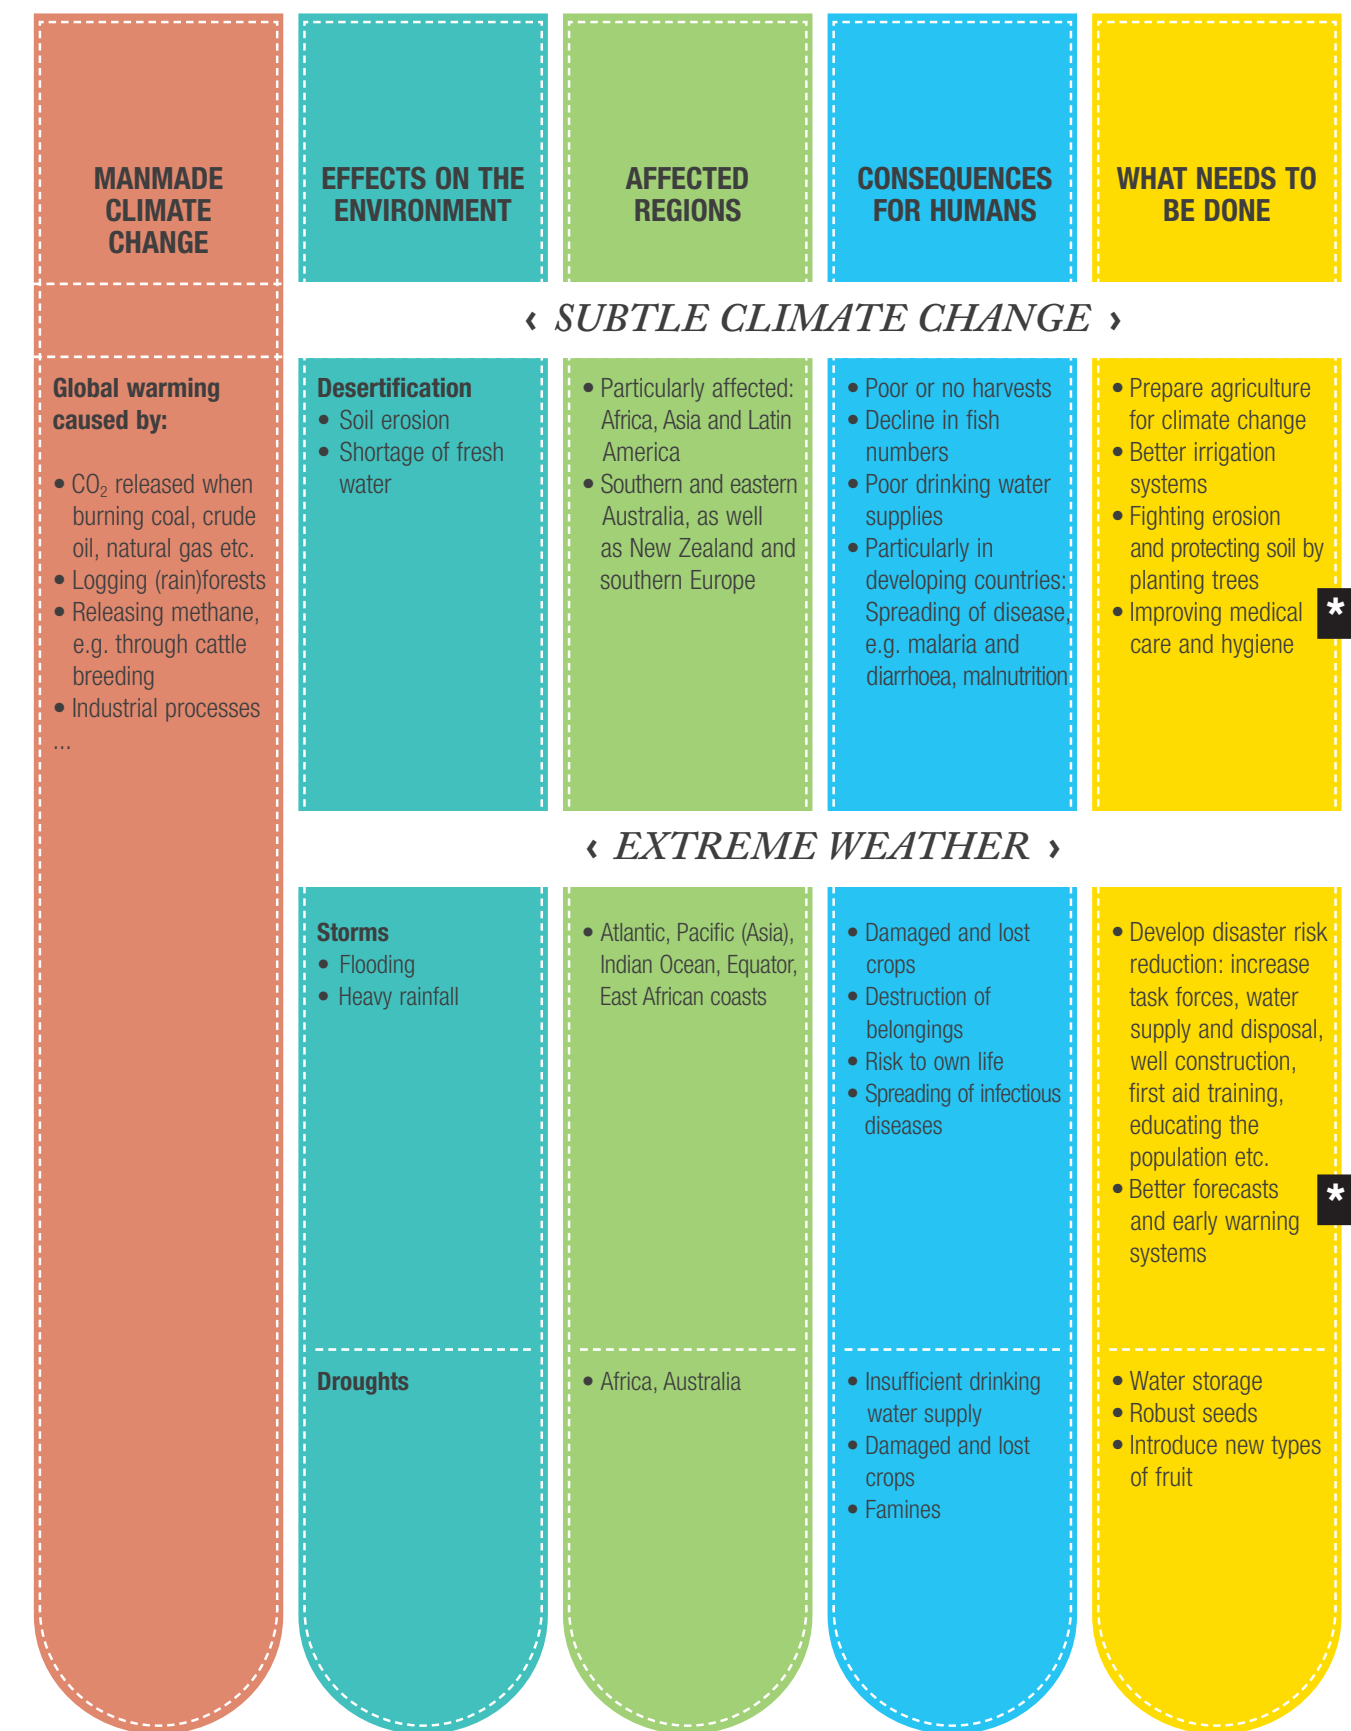 MANMADE
CLIMATE
CHANGE
EFFECTS ON THE
ENVIRONMENT
AFFECTED
REGIONS
CONSEQUENCES
FOR HUMANS
WHAT NEEDS TO
BE DONE
‹ SUBTLE CLIMATE CHANGE ›
Global warming
caused by:
• CO₂ released when
burning coal, crude
oil, natural gas etc.
• Logging (rain)forests
• Releasing methane,
e.g. through cattle
breeding
• Industrial processes
...
Desertification
• Soil erosion
• Shortage of fresh
water
• Particularly affected:
Africa, Asia and Latin
America
• Southern and eastern
Australia, as well
as New Zealand and
southern Europe
• Poor or no harvests
• Decline in fish
numbers
• Poor drinking water
supplies
• Particularly in
developing countries:
Spreading of disease,
e.g. malaria and
diarrhoea, malnutrition
• Prepare agriculture
for climate change
• Better irrigation
systems
• Fighting erosion
and protecting soil by
planting trees
• Improving medical
care and hygiene
*
‹ EXTREME WEATHER ›
Storms
• Flooding
• Heavy rainfall
• Atlantic, Pacific (Asia),
Indian Ocean, Equator,
East African coasts
• Damaged and lost
crops
• Destruction of
belongings
• Risk to own life
• Spreading of infectious
diseases
• Develop disaster risk
reduction: increase
task forces, water
supply and disposal,
well construction,
first aid training,
educating the
population etc.
• Better forecasts
and early warning
systems
*
Droughts
• Africa, Australia
• Insufficient drinking
water supply
• Damaged and lost
crops
• Famines
• Water storage
• Robust seeds
• Introduce new types
of fruit